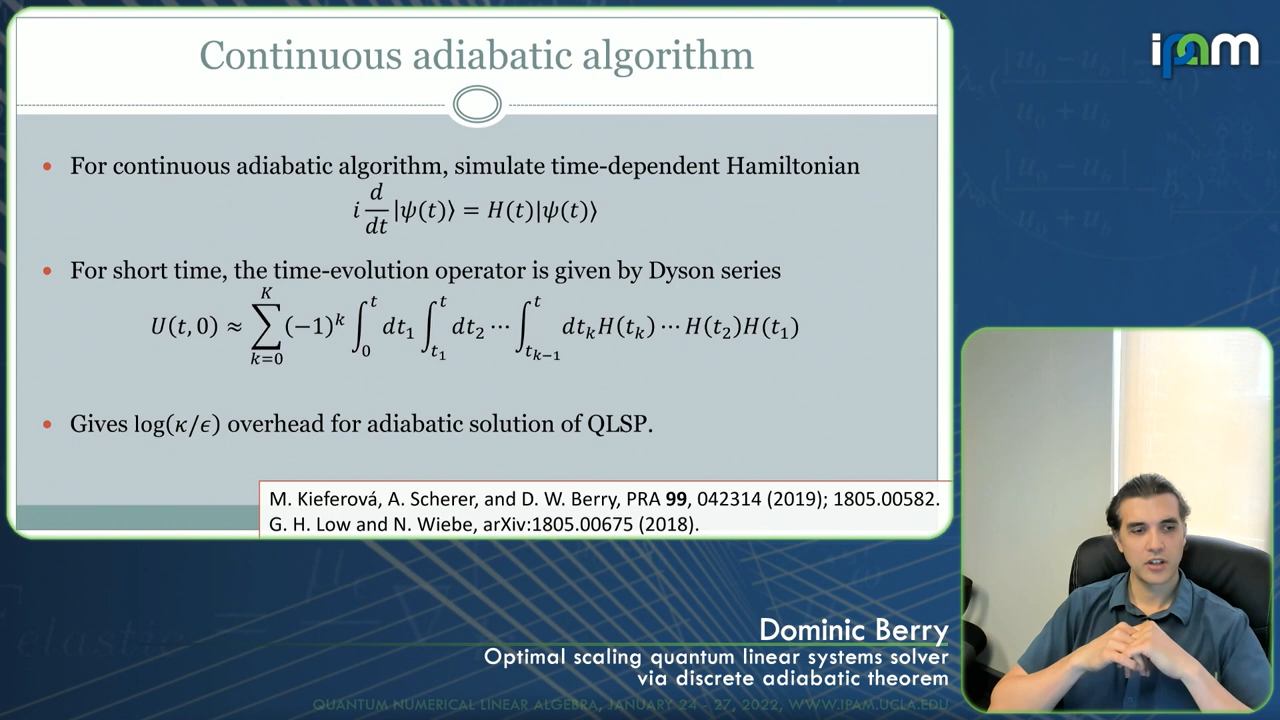 Continuous adiabatic algorithm
ipam
• For continuous adiabatic algorithm, simulate time-dependent Hamiltonian
i d/dt |ψ(t)⟩ = H(t)|ψ(t)⟩
• For short time, the time-evolution operator is given by Dyson series
U(t, 0) ≈ ∑_{k=0}^{K} (−1)^k ∫_0^t dt_1 ∫_{t_1}^t dt_2 ⋯ ∫_{t_{k−1}}^t dt_k H(t_k) ⋯ H(t_2)H(t_1)
• Gives log(κ/ϵ) overhead for adiabatic solution of QLSP.
M. Kieferová, A. Scherer, and D. W. Berry, PRA 99, 042314 (2019); 1805.00582.
G. H. Low and N. Wiebe, arXiv:1805.00675 (2018).
Dominic Berry
Optimal scaling quantum linear systems solver
via discrete adiabatic theorem
QUANTUM NUMERICAL LINEAR ALGEBRA, JANUARY 24 - 27, 2022, WWW.IPAM.UCLA.EDU